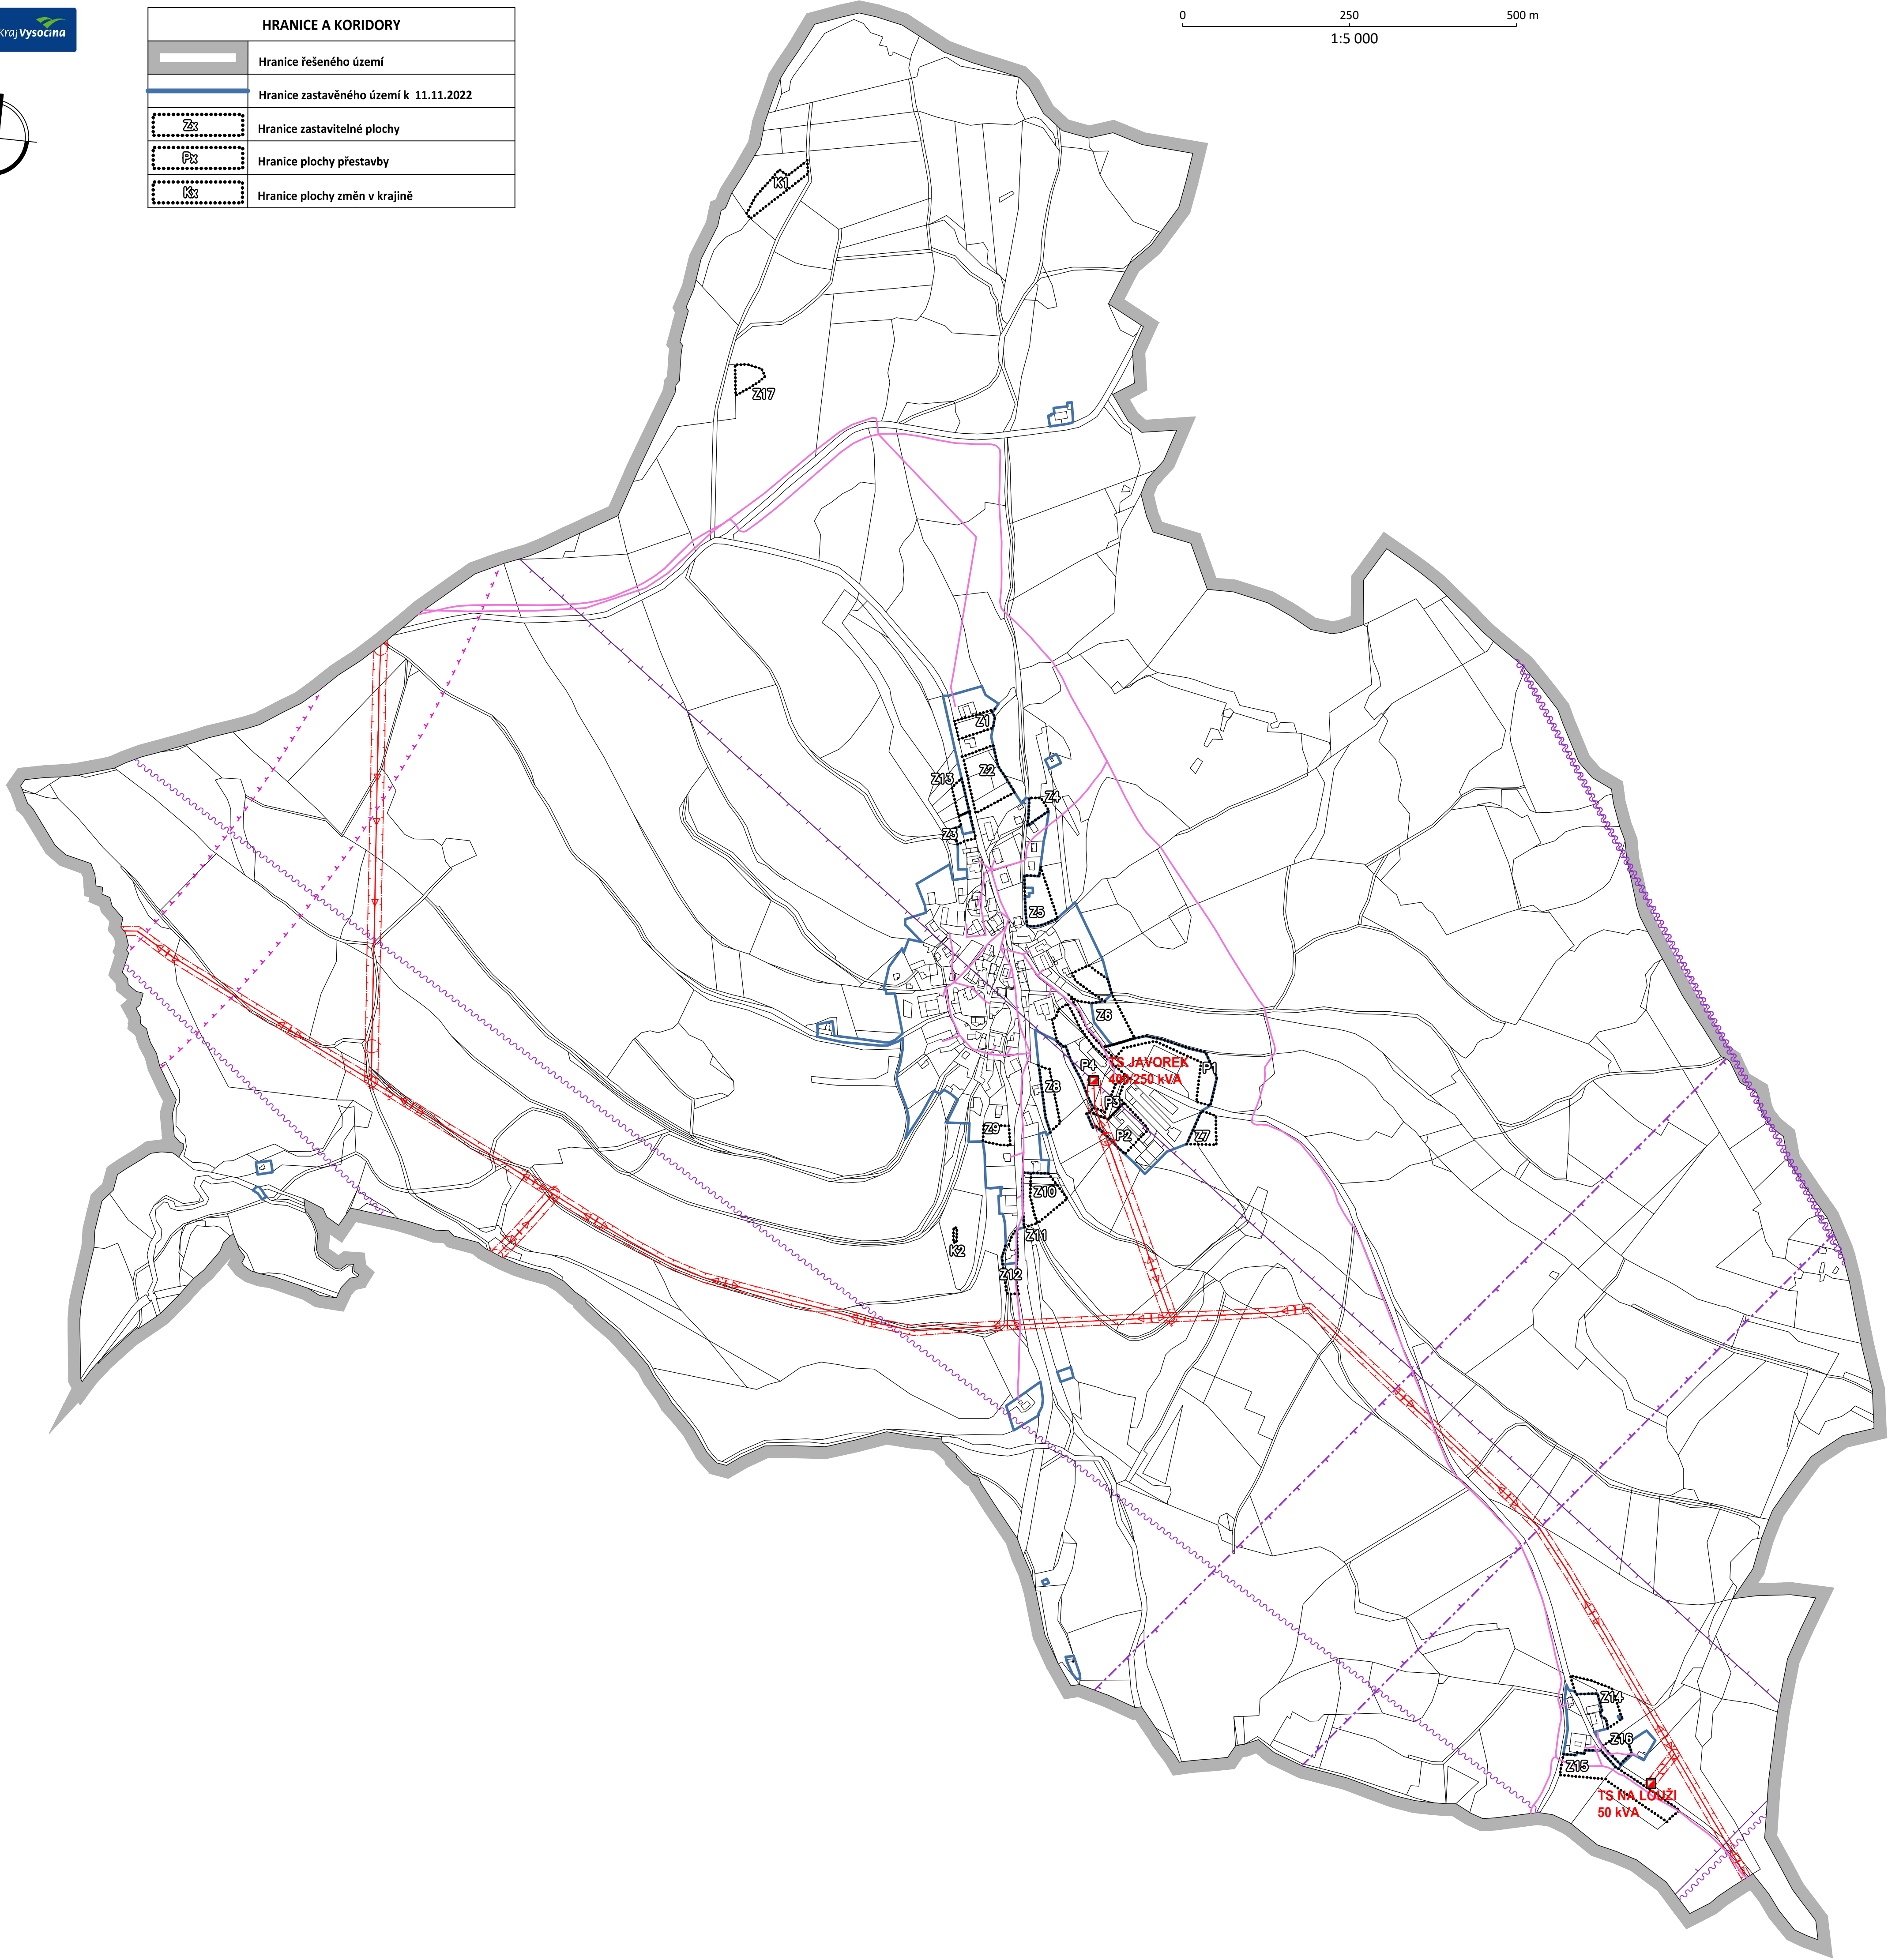 Kraj Vysočina
HRANICE A KORIDORY
Hranice řešeného území
Hranice zastavěného území k 11.11.2022
Zx
Hranice zastavitelné plochy
Px
Hranice plochy přestavby
Kx
Hranice plochy změn v krajině
0 250 500 m
1:5 000
K1
Z17
Z1
Z2
Z13
Z4
Z3
Z5
Z6
P4
TS JAVOREK
400/250 kVA
P1
Z8
P3
P2
Z7
Z9
Z10
Z11
K2
Z12
Z14
Z16
Z15
TS NA LOUŽI
50 kVA